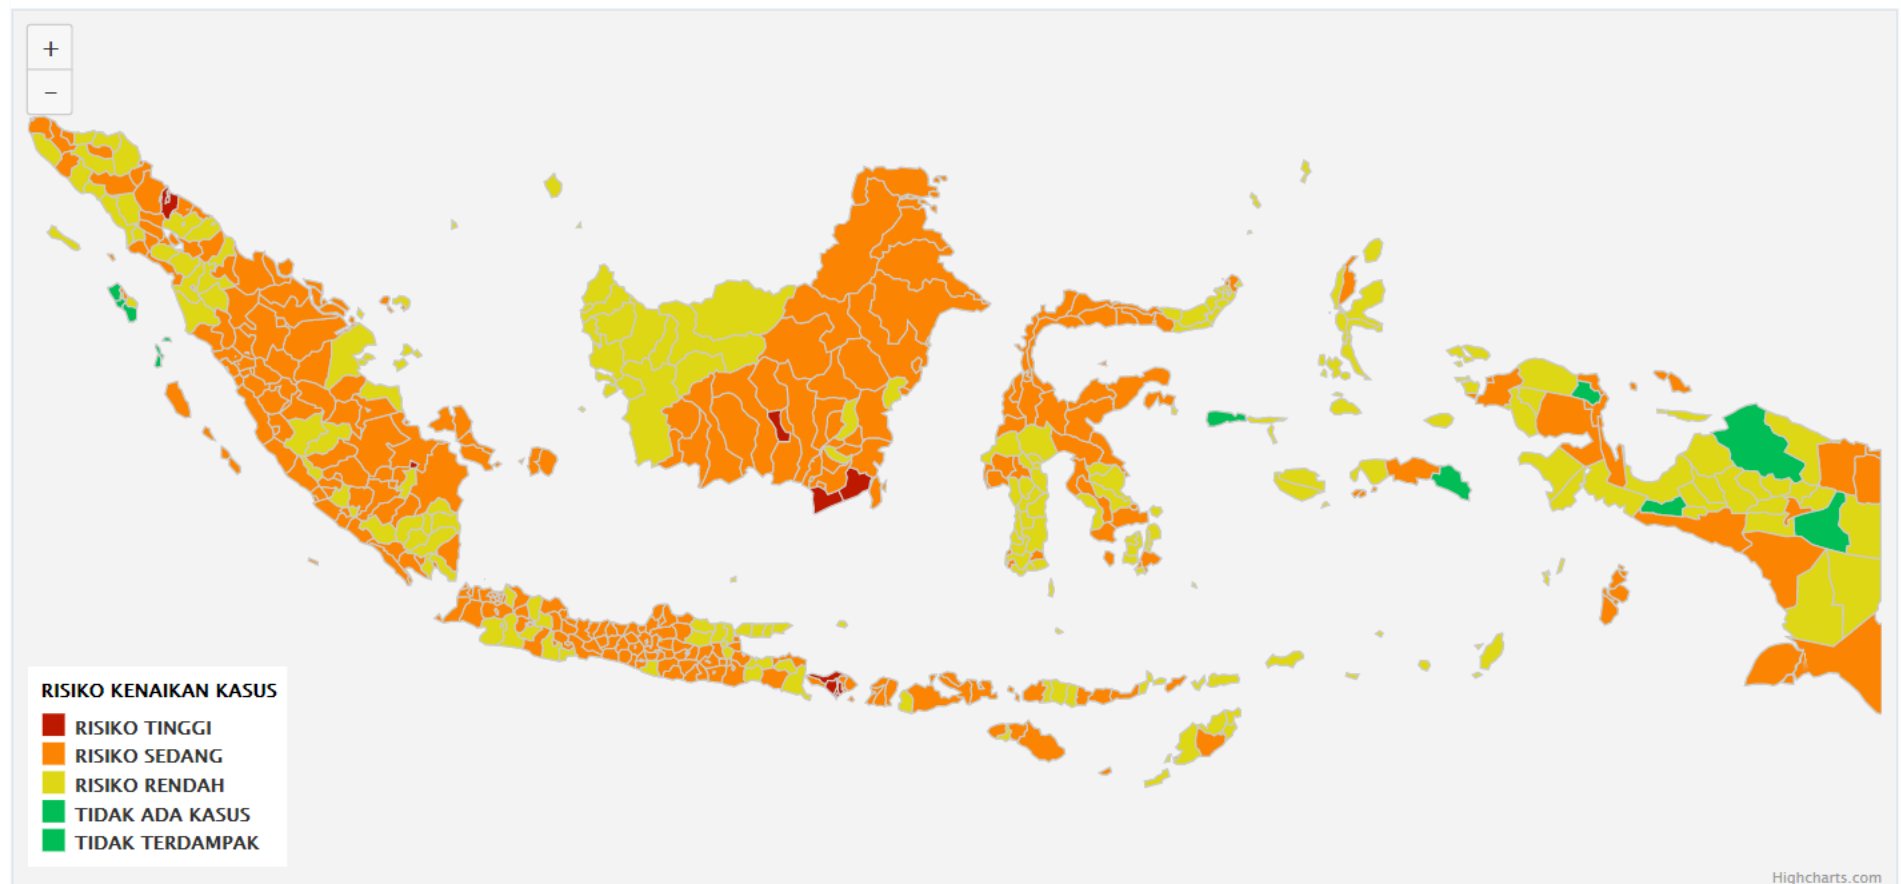 +
−
RISIKO KENAIKAN KASUS
RISIKO TINGGI
RISIKO SEDANG
RISIKO RENDAH
TIDAK ADA KASUS
TIDAK TERDAMPAK
Highcharts.com